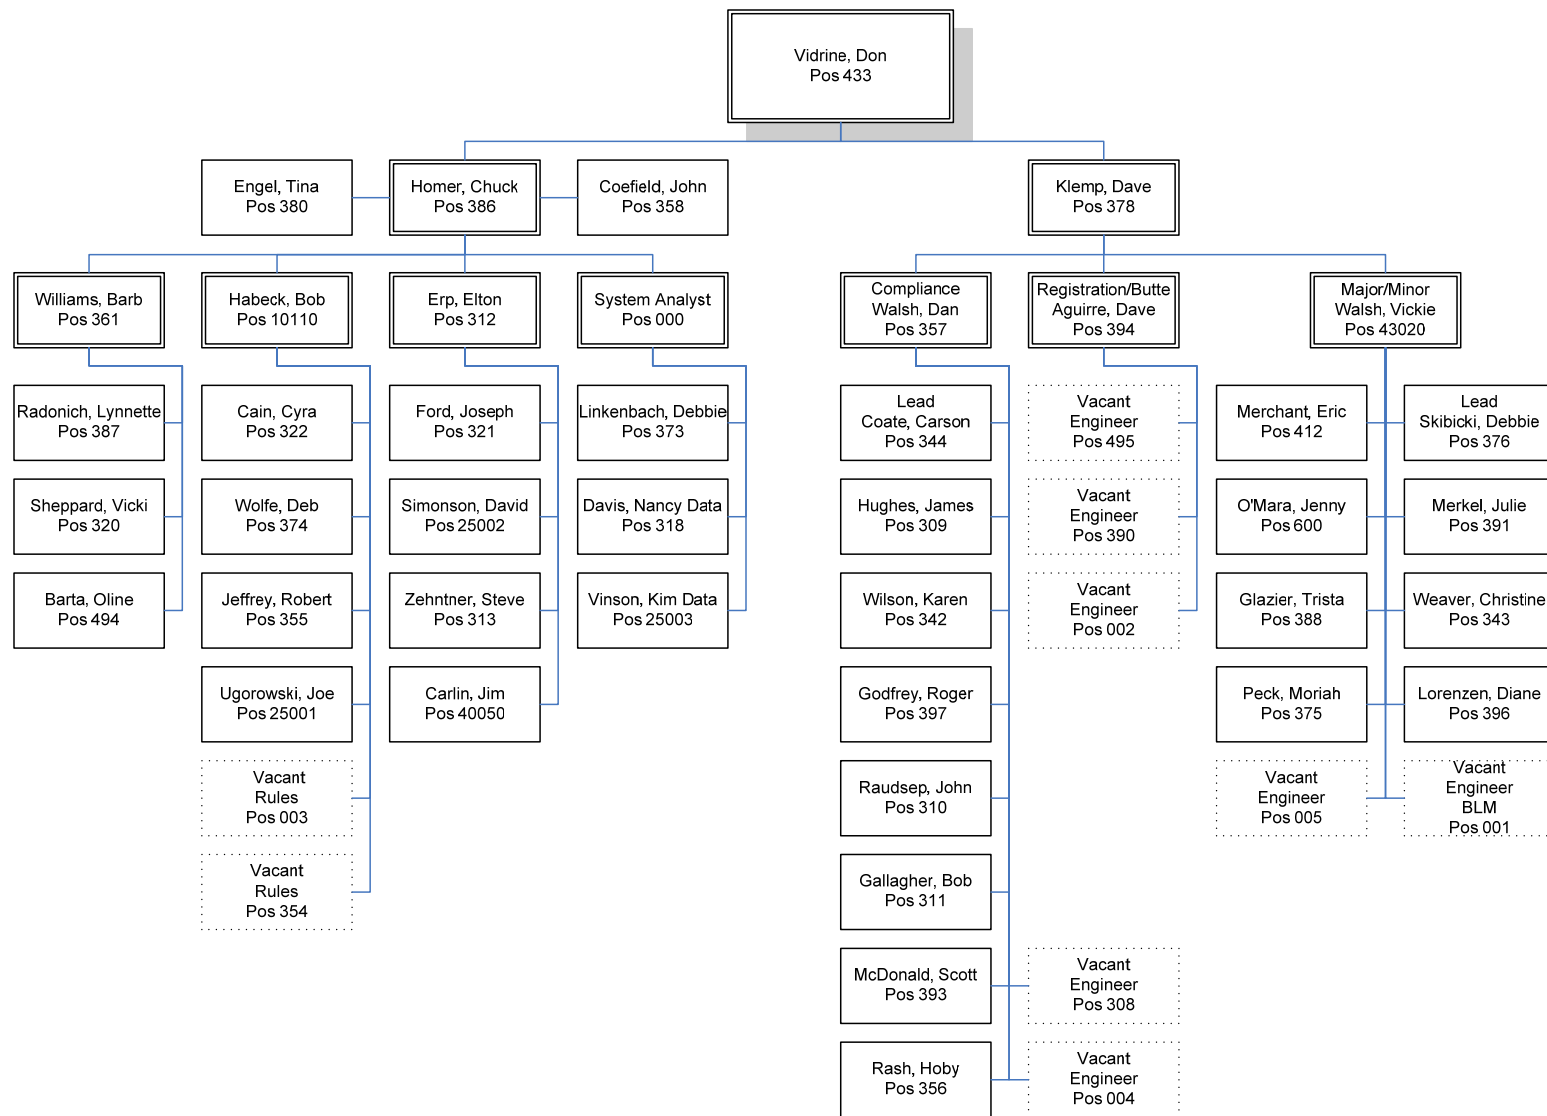 Vidrine, Don
Pos 433
Engel, Tina
Pos 380
Homer, Chuck
Pos 386
Coefield, John
Pos 358
Klemp, Dave
Pos 378
Williams, Barb
Pos 361
Habeck, Bob
Pos 10110
Erp, Elton
Pos 312
System Analyst
Pos 000
Compliance
Walsh, Dan
Pos 357
Registration/Butte
Aguirre, Dave
Pos 394
Major/Minor
Walsh, Vickie
Pos 43020
Radonich, Lynnette
Pos 387
Cain, Cyra
Pos 322
Ford, Joseph
Pos 321
Linkenbach, Debbie
Pos 373
Lead
Coate, Carson
Pos 344
Vacant
Engineer
Pos 495
Merchant, Eric
Pos 412
Lead
Skibicki, Debbie
Pos 376
Sheppard, Vicki
Pos 320
Wolfe, Deb
Pos 374
Simonson, David
Pos 25002
Davis, Nancy Data
Pos 318
Hughes, James
Pos 309
Vacant
Engineer
Pos 390
O'Mara, Jenny
Pos 600
Merkel, Julie
Pos 391
Barta, Oline
Pos 494
Jeffrey, Robert
Pos 355
Zehntner, Steve
Pos 313
Vinson, Kim Data
Pos 25003
Wilson, Karen
Pos 342
Vacant
Engineer
Pos 002
Glazier, Trista
Pos 388
Weaver, Christine
Pos 343
Ugorowski, Joe
Pos 25001
Carlin, Jim
Pos 40050
Godfrey, Roger
Pos 397
Peck, Moriah
Pos 375
Lorenzen, Diane
Pos 396
Vacant
Rules
Pos 003
Raudsep, John
Pos 310
Vacant
Engineer
Pos 005
Vacant
Engineer
BLM
Pos 001
Vacant
Rules
Pos 354
Gallagher, Bob
Pos 311
McDonald, Scott
Pos 393
Vacant
Engineer
Pos 308
Rash, Hoby
Pos 356
Vacant
Engineer
Pos 004